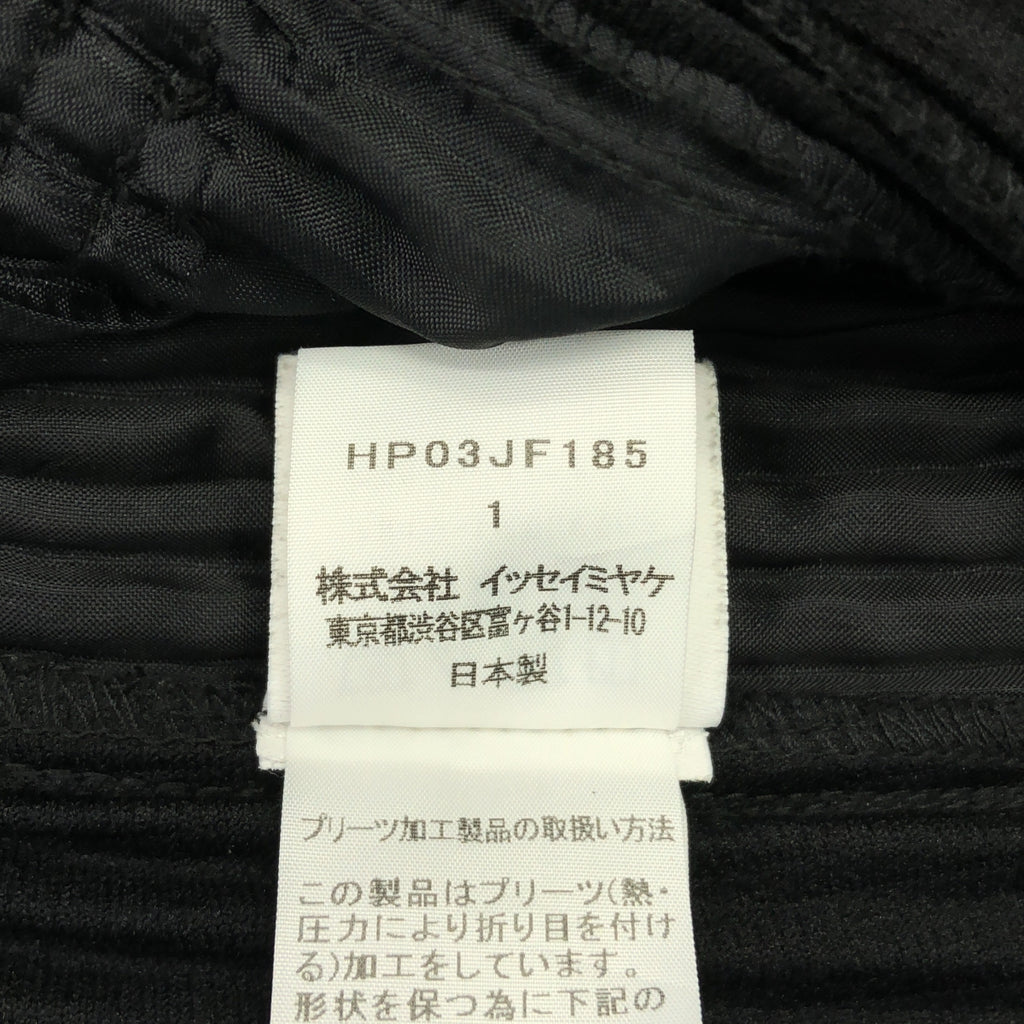 HP03JF185
1
株式会社 イッセイミヤケ
東京都渋谷区富ヶ谷1-12-10
日本製
プリーツ加工製品の取扱い方法
この製品はプリーツ(熱・
圧力により折り目を付け
る)加工をしています。
形状を保つ為に下記の